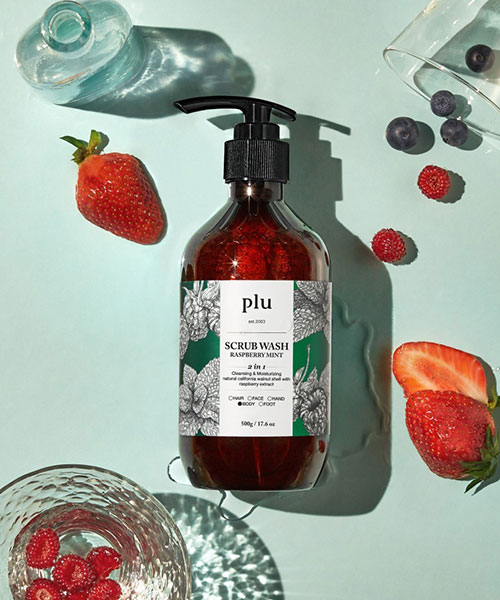 plu
est.2003
SCRUB WASH
RASPBERRY MINT
2 in 1
Cleansing & Moisturizing
natural california walnut shell with
raspberry extract
○HAIR ○FACE ○HAND
●BODY ○FOOT
500g / 17.6 oz